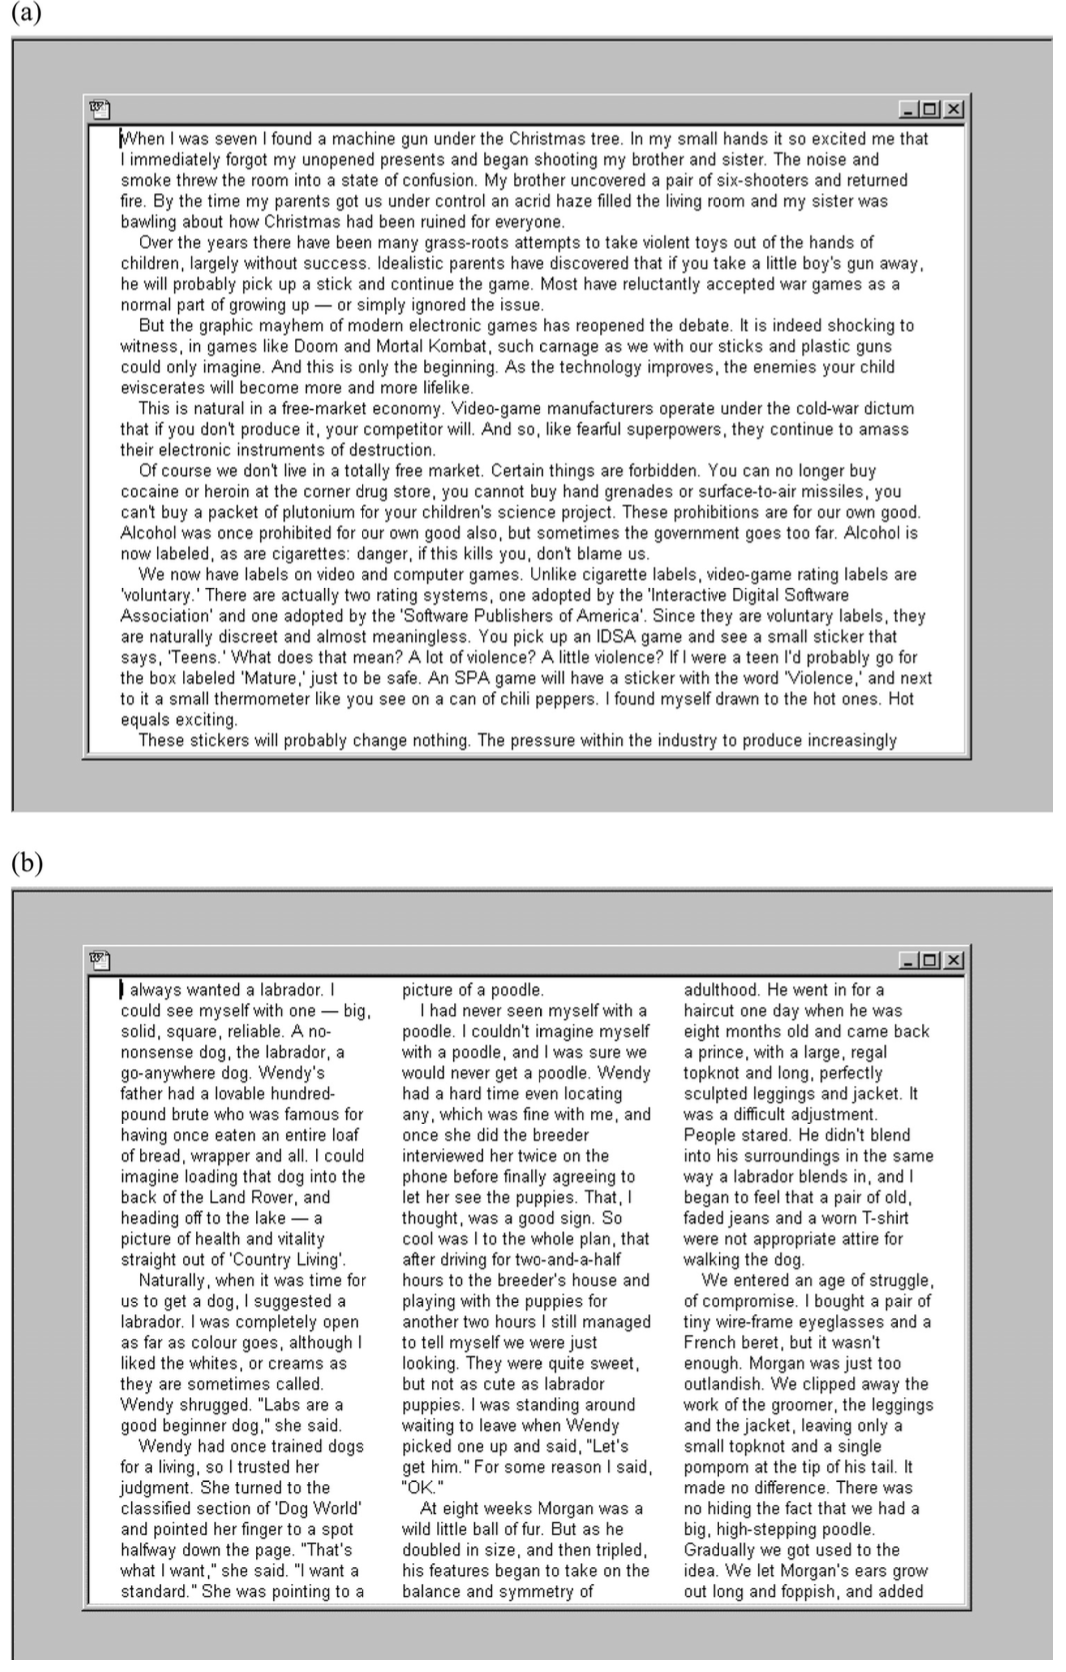 (a)
When I was seven I found a machine gun under the Christmas tree. In my small hands it so excited me that
I immediately forgot my unopened presents and began shooting my brother and sister. The noise and
smoke threw the room into a state of confusion. My brother uncovered a pair of six-shooters and returned
fire. By the time my parents got us under control an acrid haze filled the living room and my sister was
bawling about how Christmas had been ruined for everyone.
Over the years there have been many grass-roots attempts to take violent toys out of the hands of
children, largely without success. Idealistic parents have discovered that if you take a little boy's gun away,
he will probably pick up a stick and continue the game. Most have reluctantly accepted war games as a
normal part of growing up — or simply ignored the issue.
But the graphic mayhem of modern electronic games has reopened the debate. It is indeed shocking to
witness, in games like Doom and Mortal Kombat, such carnage as we with our sticks and plastic guns
could only imagine. And this is only the beginning. As the technology improves, the enemies your child
eviscerates will become more and more lifelike.
This is natural in a free-market economy. Video-game manufacturers operate under the cold-war dictum
that if you don't produce it, your competitor will. And so, like fearful superpowers, they continue to amass
their electronic instruments of destruction.
Of course we don't live in a totally free market. Certain things are forbidden. You can no longer buy
cocaine or heroin at the corner drug store, you cannot buy hand grenades or surface-to-air missiles, you
can't buy a packet of plutonium for your children's science project. These prohibitions are for our own good.
Alcohol was once prohibited for our own good also, but sometimes the government goes too far. Alcohol is
now labeled, as are cigarettes: danger, if this kills you, don't blame us.
We now have labels on video and computer games. Unlike cigarette labels, video-game rating labels are
'voluntary.' There are actually two rating systems, one adopted by the 'Interactive Digital Software
Association' and one adopted by the 'Software Publishers of America'. Since they are voluntary labels, they
are naturally discreet and almost meaningless. You pick up an IDSA game and see a small sticker that
says, 'Teens.' What does that mean? A lot of violence? A little violence? If I were a teen I'd probably go for
the box labeled 'Mature,' just to be safe. An SPA game will have a sticker with the word 'Violence,' and next
to it a small thermometer like you see on a can of chili peppers. I found myself drawn to the hot ones. Hot
equals exciting.
These stickers will probably change nothing. The pressure within the industry to produce increasingly
(b)
I always wanted a labrador. I
could see myself with one — big,
solid, square, reliable. A no-
nonsense dog, the labrador, a
go-anywhere dog. Wendy's
father had a lovable hundred-
pound brute who was famous for
having once eaten an entire loaf
of bread, wrapper and all. I could
imagine loading that dog into the
back of the Land Rover, and
heading off to the lake — a
picture of health and vitality
straight out of 'Country Living'.
Naturally, when it was time for
us to get a dog, I suggested a
labrador. I was completely open
as far as colour goes, although I
liked the whites, or creams as
they are sometimes called.
Wendy shrugged. "Labs are a
good beginner dog," she said.
Wendy had once trained dogs
for a living, so I trusted her
judgment. She turned to the
classified section of 'Dog World'
and pointed her finger to a spot
halfway down the page. "That's
what I want," she said. "I want a
standard." She was pointing to a
picture of a poodle.
I had never seen myself with a
poodle. I couldn't imagine myself
with a poodle, and I was sure we
would never get a poodle. Wendy
had a hard time even locating
any, which was fine with me, and
once she did the breeder
interviewed her twice on the
phone before finally agreeing to
let her see the puppies. That, I
thought, was a good sign. So
cool was I to the whole plan, that
after driving for two-and-a-half
hours to the breeder's house and
playing with the puppies for
another two hours I still managed
to tell myself we were just
looking. They were quite sweet,
but not as cute as labrador
puppies. I was standing around
waiting to leave when Wendy
picked one up and said, "Let's
get him." For some reason I said,
"OK."
At eight weeks Morgan was a
wild little ball of fur. But as he
doubled in size, and then tripled,
his features began to take on the
balance and symmetry of
adulthood. He went in for a
haircut one day when he was
eight months old and came back
a prince, with a large, regal
topknot and long, perfectly
sculpted leggings and jacket. It
was a difficult adjustment.
People stared. He didn't blend
into his surroundings in the same
way a labrador blends in, and I
began to feel that a pair of old,
faded jeans and a worn T-shirt
were not appropriate attire for
walking the dog.
We entered an age of struggle,
of compromise. I bought a pair of
tiny wire-frame eyeglasses and a
French beret, but it wasn't
enough. Morgan was just too
outlandish. We clipped away the
work of the groomer, the leggings
and the jacket, leaving only a
small topknot and a single
pompom at the tip of his tail. It
made no difference. There was
no hiding the fact that we had a
big, high-stepping poodle.
Gradually we got used to the
idea. We let Morgan's ears grow
out long and foppish, and added